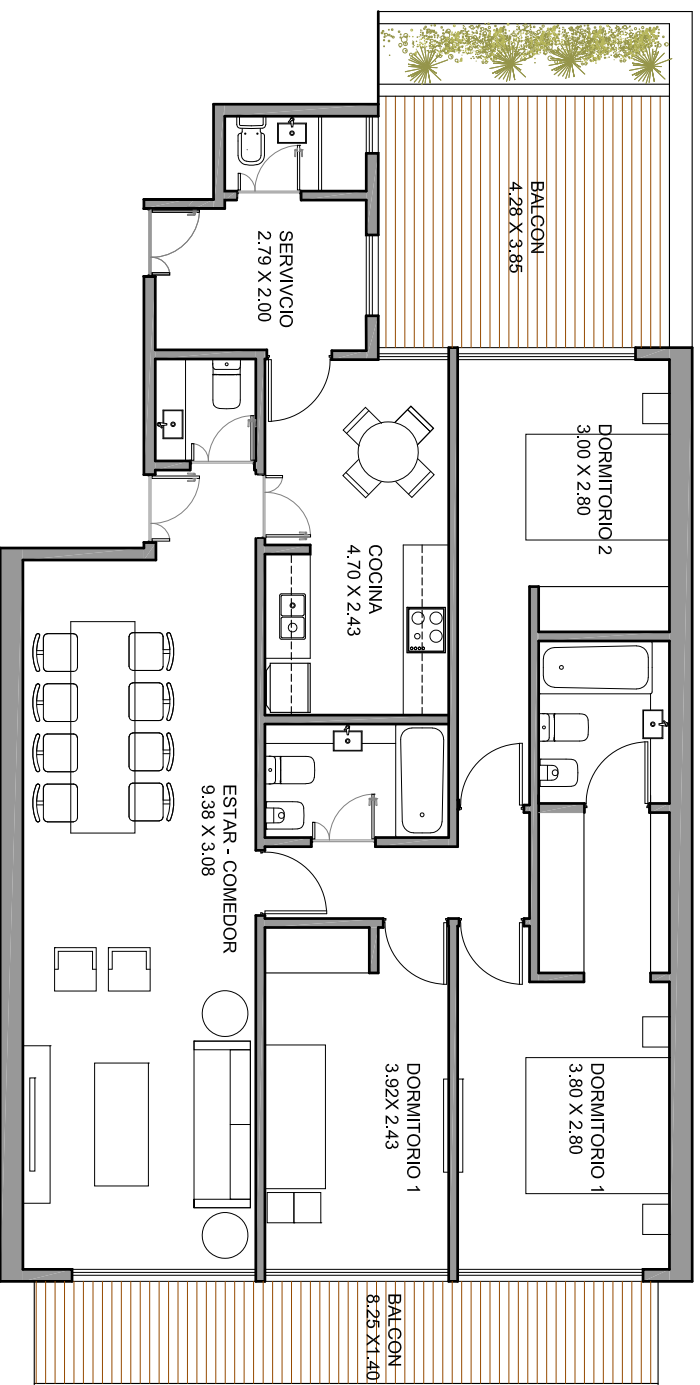 BALCON
4.28 X 3.85
SERVIVCIO
2.79 X 2.00
DORMITORIO 2
3.00 X 2.80
COCINA
4.70 X 2.43
ESTAR - COMEDOR
9.38 X 3.08
DORMITORIO 1
3.92X 2.43
DORMITORIO 1
3.80 X 2.80
BALCON
8.25 X1.40